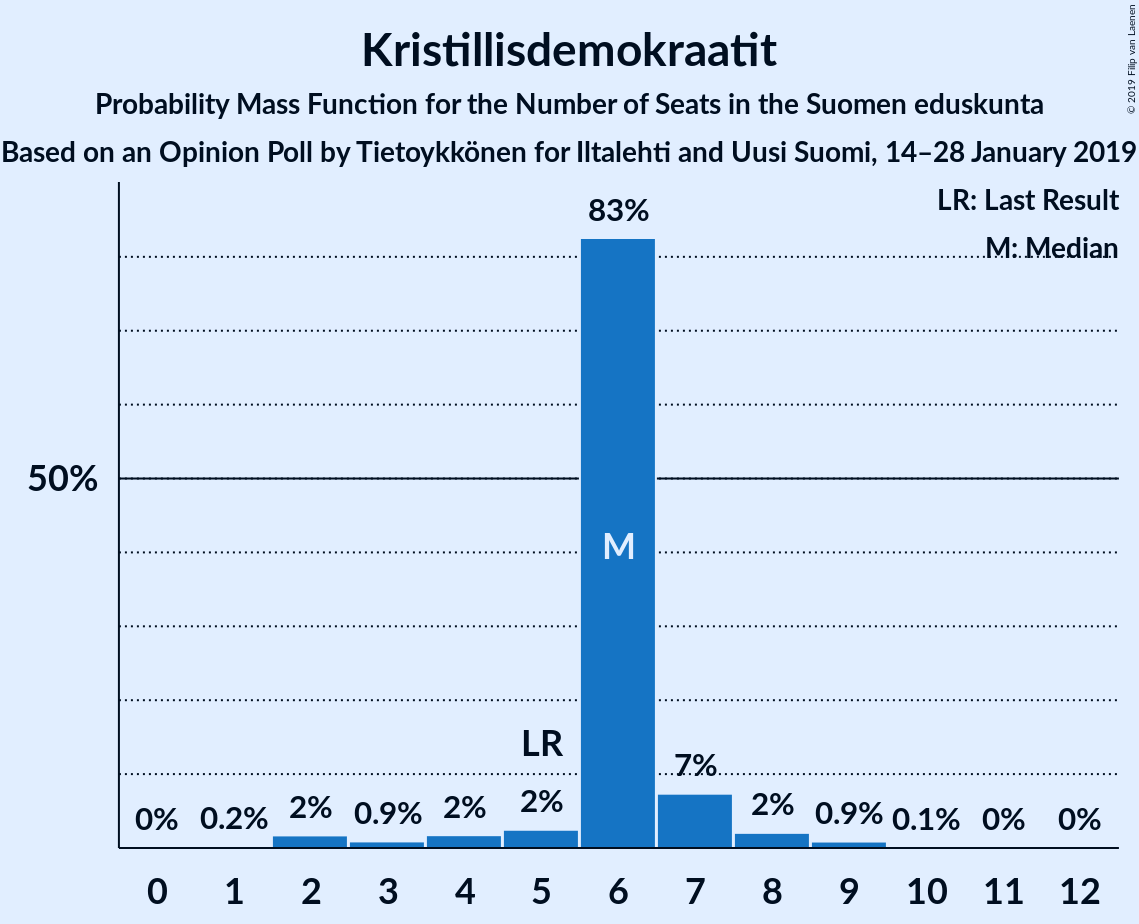 Kristillisdemokraatit
Probability Mass Function for the Number of Seats in the Suomen eduskunta
Based on an Opinion Poll by Tietoykkönen for Iltalehti and Uusi Suomi, 14–28 January 2019
© 2019 Filip van Laenen
LR: Last Result
M: Median
83%
50%
M
LR
7%
0% 0.2% 2% 0.9% 2% 2% 2% 0.9% 0.1% 0% 0%
0 1 2 3 4 5 6 7 8 9 10 11 12